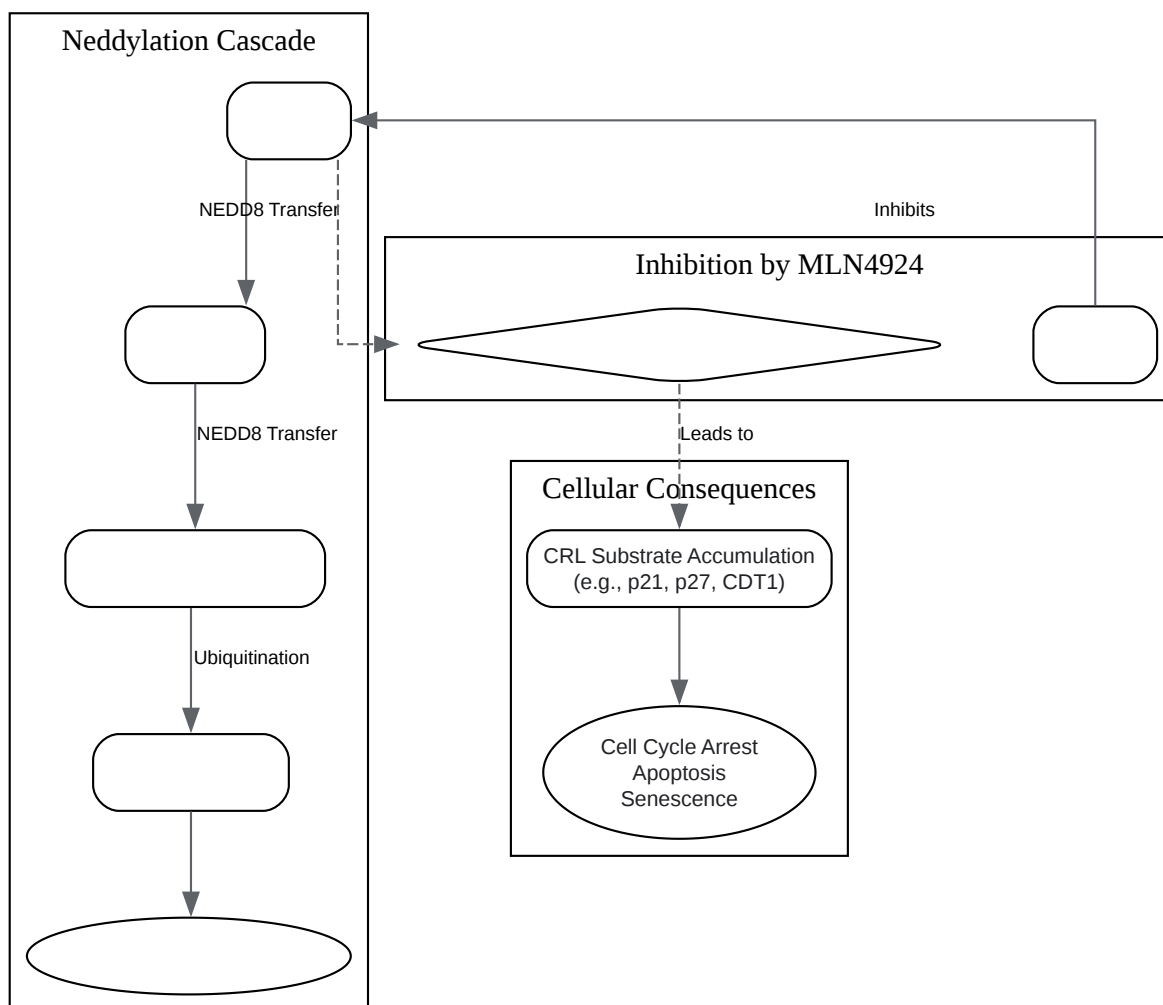 Neddylation Cascade
NEDD8 Transfer
Inhibits
Inhibition by MLN4924
NEDD8 Transfer
Leads to
Cellular Consequences
CRL Substrate Accumulation
(e.g., p21, p27, CDT1)
Ubiquitination
Cell Cycle Arrest
Apoptosis
Senescence